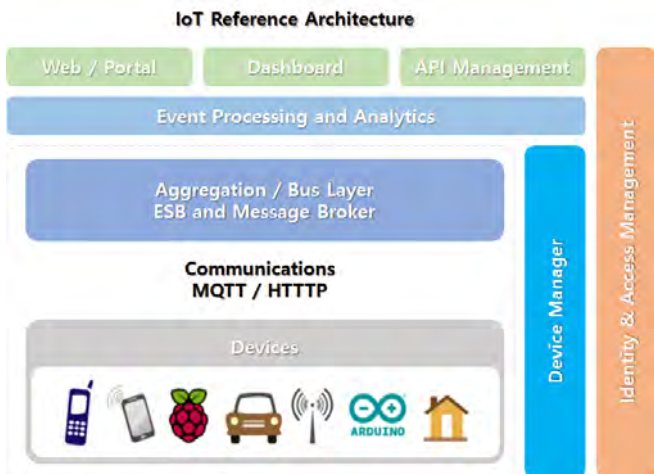 IoT Reference Architecture
Web / Portal
Dashboard
API Management
Event Processing and Analytics
Aggregation / Bus Layer
ESB and Message Broker
Communications
MQTT / HTTTP
Devices
ARDUINO
Device Manager
Identity & Access Management